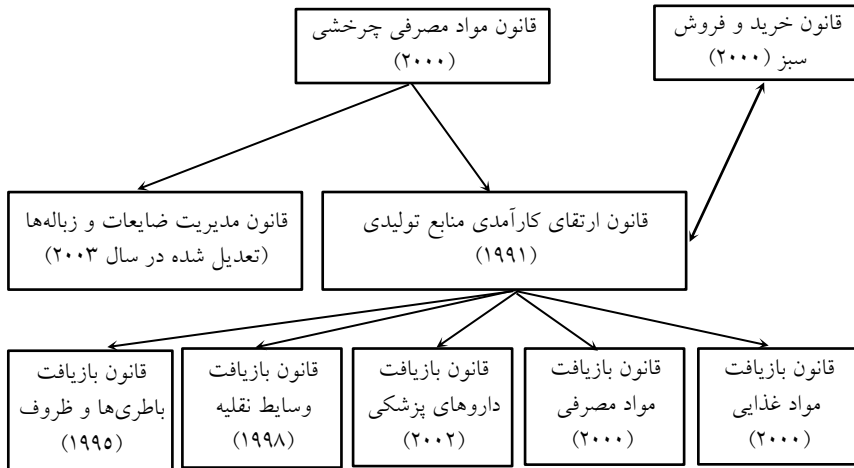 قانون خرید و فروش
سبز (۲۰۰۰)
قانون مواد مصرفی چرخشی
(۲۰۰۰)
قانون ارتقای کارآمدی منابع تولیدی
(۱۹۹۱)
قانون مدیریت ضایعات و زباله‌ها
(تعدیل شده در سال ۲۰۰۳)
قانون بازیافت
مواد غذایی
(۲۰۰۰)
قانون بازیافت
مواد مصرفی
(۲۰۰۰)
قانون بازیافت
داروهای پزشکی
(۲۰۰۲)
قانون بازیافت
وسایط نقلیه
(۱۹۹۸)
قانون بازیافت
باطری‌ها و ظروف
(۱۹۹۵)